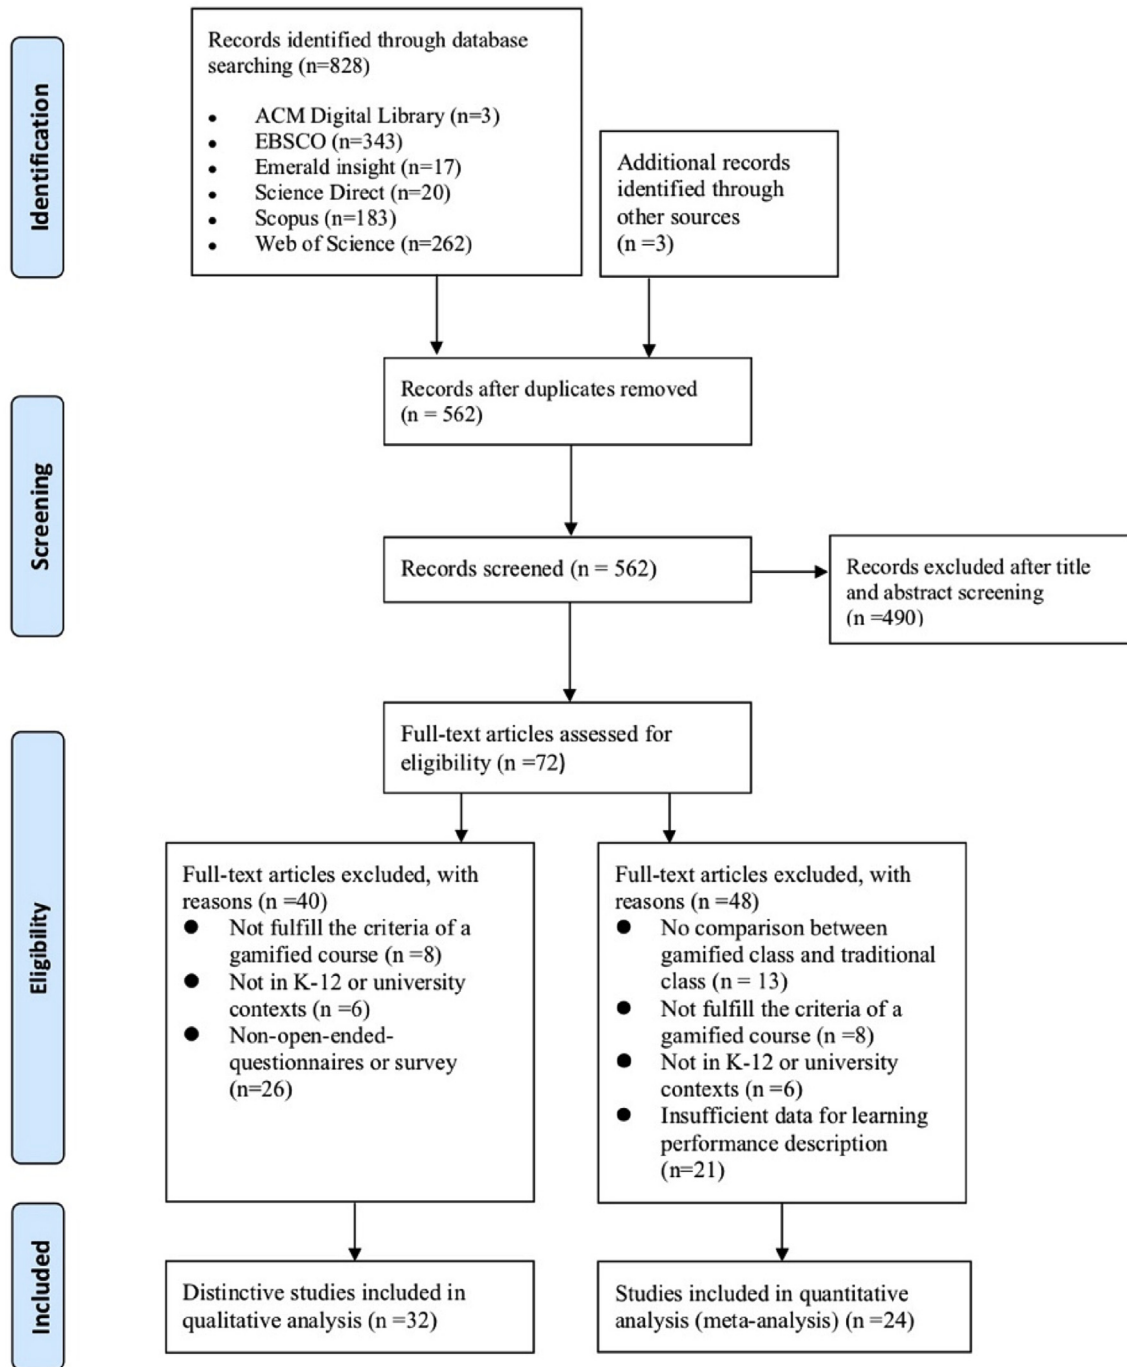 Identification
Records identified through database
searching (n=828)
• ACM Digital Library (n=3)
• EBSCO (n=343)
• Emerald insight (n=17)
• Science Direct (n=20)
• Scopus (n=183)
• Web of Science (n=262)
Additional records
identified through
other sources
(n =3)
Screening
Records after duplicates removed
(n = 562)
Records screened (n = 562)
Records excluded after title
and abstract screening
(n =490)
Eligibility
Full-text articles assessed for
eligibility (n =72)
Full-text articles excluded, with
reasons (n =40)
● Not fulfill the criteria of a
gamified course (n =8)
● Not in K-12 or university
contexts (n =6)
● Non-open-ended-
questionnaires or survey
(n=26)
Full-text articles excluded, with
reasons (n =48)
● No comparison between
gamified class and traditional
class (n = 13)
● Not fulfill the criteria of a
gamified course (n =8)
● Not in K-12 or university
contexts (n =6)
● Insufficient data for learning
performance description
(n=21)
Included
Distinctive studies included in
qualitative analysis (n =32)
Studies included in quantitative
analysis (meta-analysis) (n =24)